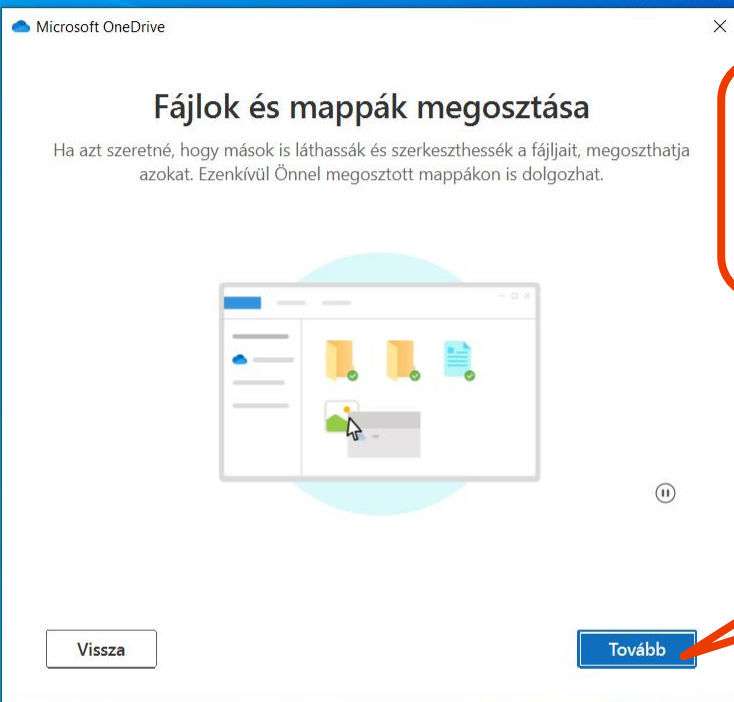 Microsoft OneDrive
Fájlok és mappák megosztása
Ha azt szeretné, hogy mások is láthassák és szerkeszthessék a fájljait, megoszthatja
azokat. Ezenkívül Önnel megosztott mappákon is dolgozhat.
Vissza
Tovább